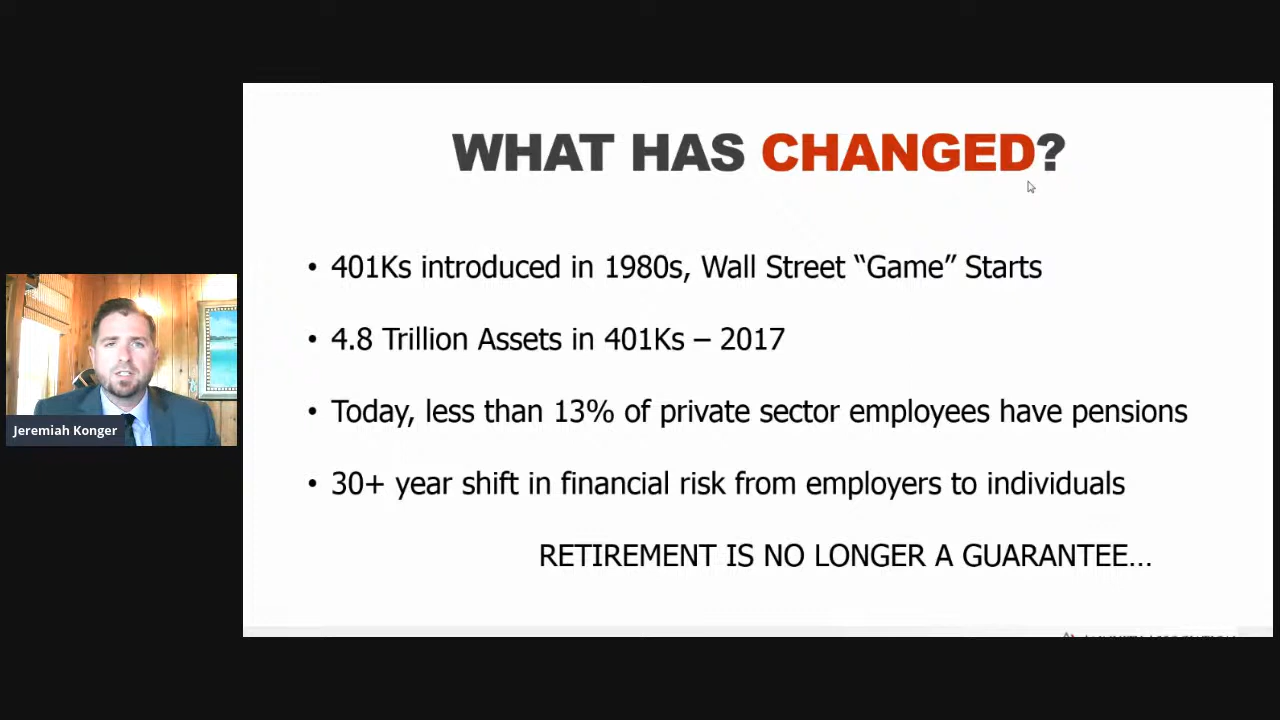 WHAT HAS CHANGED?
• 401Ks introduced in 1980s, Wall Street “Game” Starts
• 4.8 Trillion Assets in 401Ks – 2017
• Today, less than 13% of private sector employees have pensions
• 30+ year shift in financial risk from employers to individuals
RETIREMENT IS NO LONGER A GUARANTEE...
Jeremiah Konger